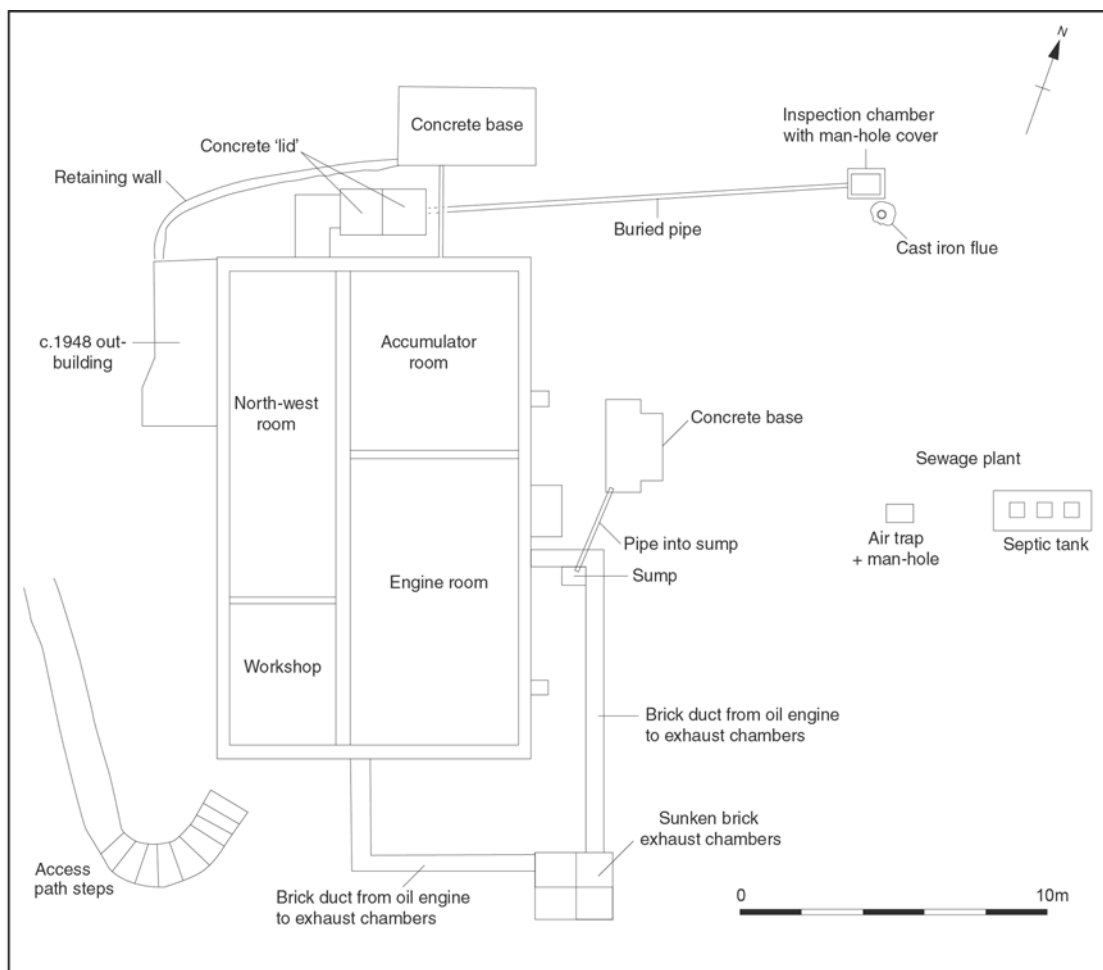 N
Concrete base
Inspection chamber
with man-hole cover
Concrete ‘lid’
Retaining wall
Buried pipe
Cast iron flue
c.1948 out-
building
Accumulator
room
North-west
room
Concrete base
Sewage plant
Pipe into sump
Air trap
+ man-hole
Septic tank
Sump
Engine room
Workshop
Brick duct from oil engine
to exhaust chambers
Sunken brick
exhaust chambers
Access
path steps
Brick duct from oil engine
to exhaust chambers
0
10m